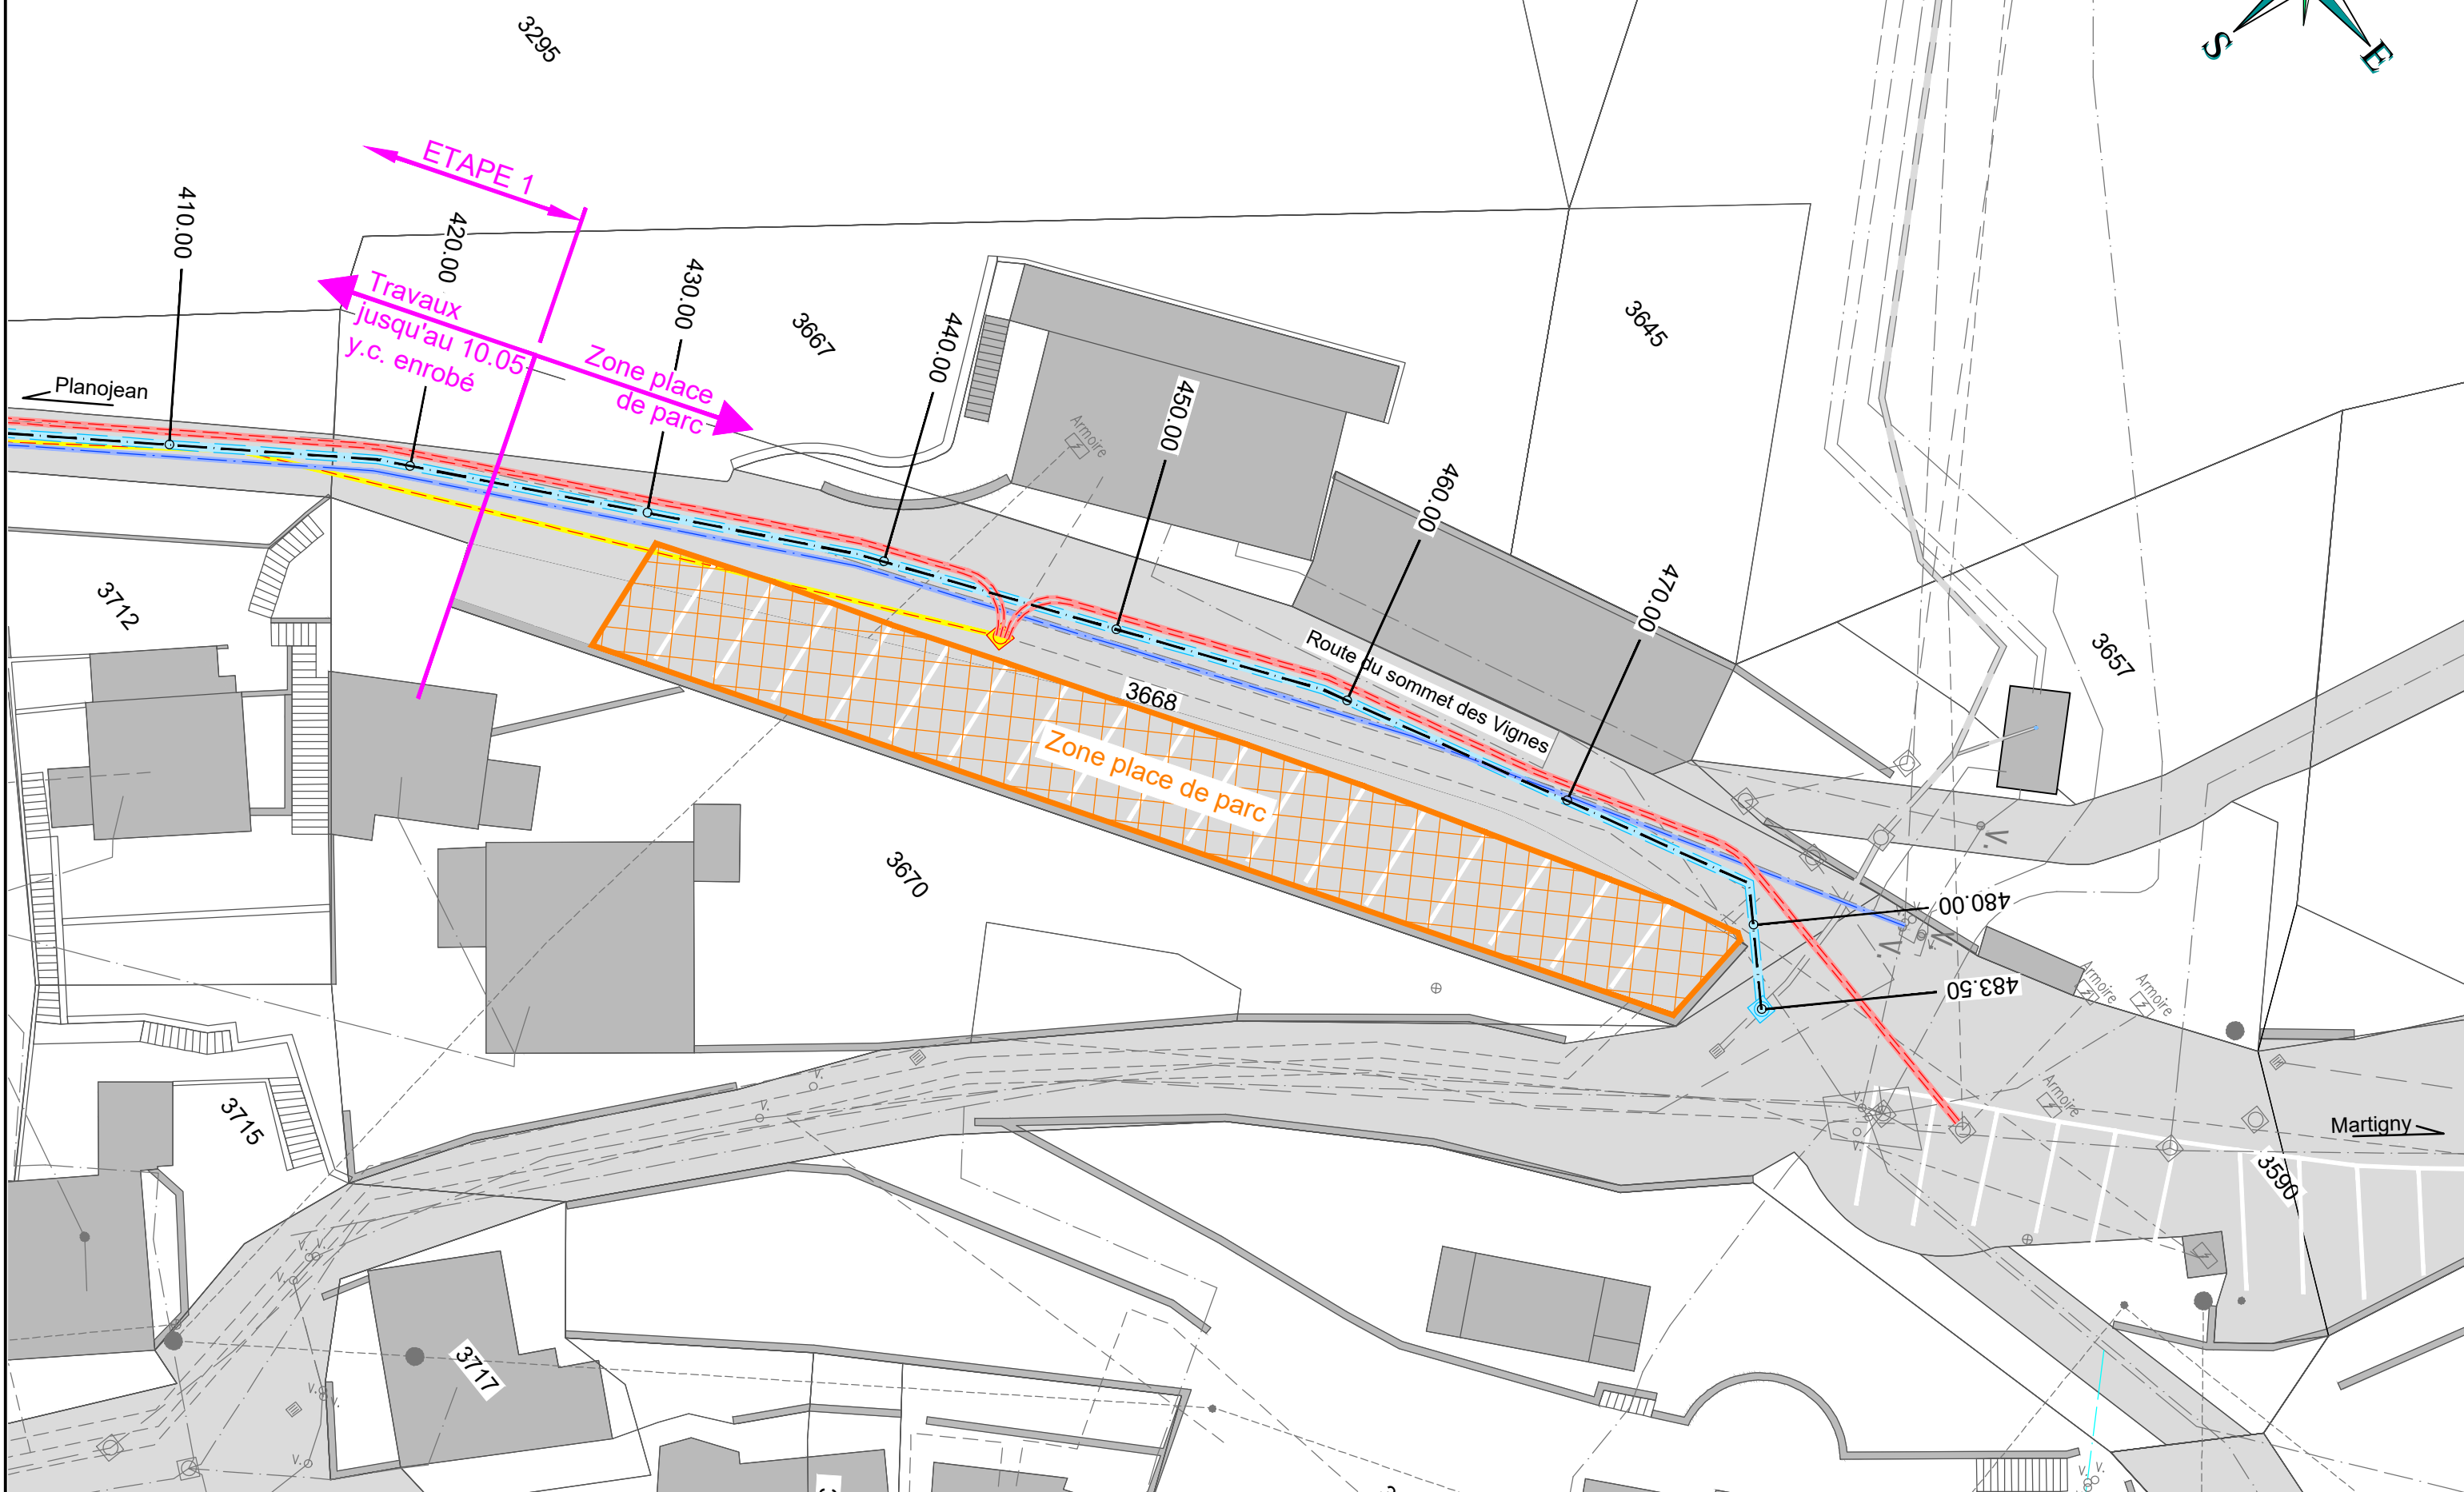 3295
S
E
ETAPE 1
410.00
420.00
430.00
440.00
450.00
460.00
470.00
480.00
483.50
Travaux
jusqu'au 10.05
y.c. enrobé
Zone place
de parc
Planojean
3667
3645
Armoire
3657
3712
Route du sommet des Vignes
3668
Zone place de parc
3670
Armoire
Armoire
Armoire
Martigny
3590
3715
3717
V.
V.
V.
V.
V.
V.
V.
V.
V.
V.
V.
V.
V.
V.